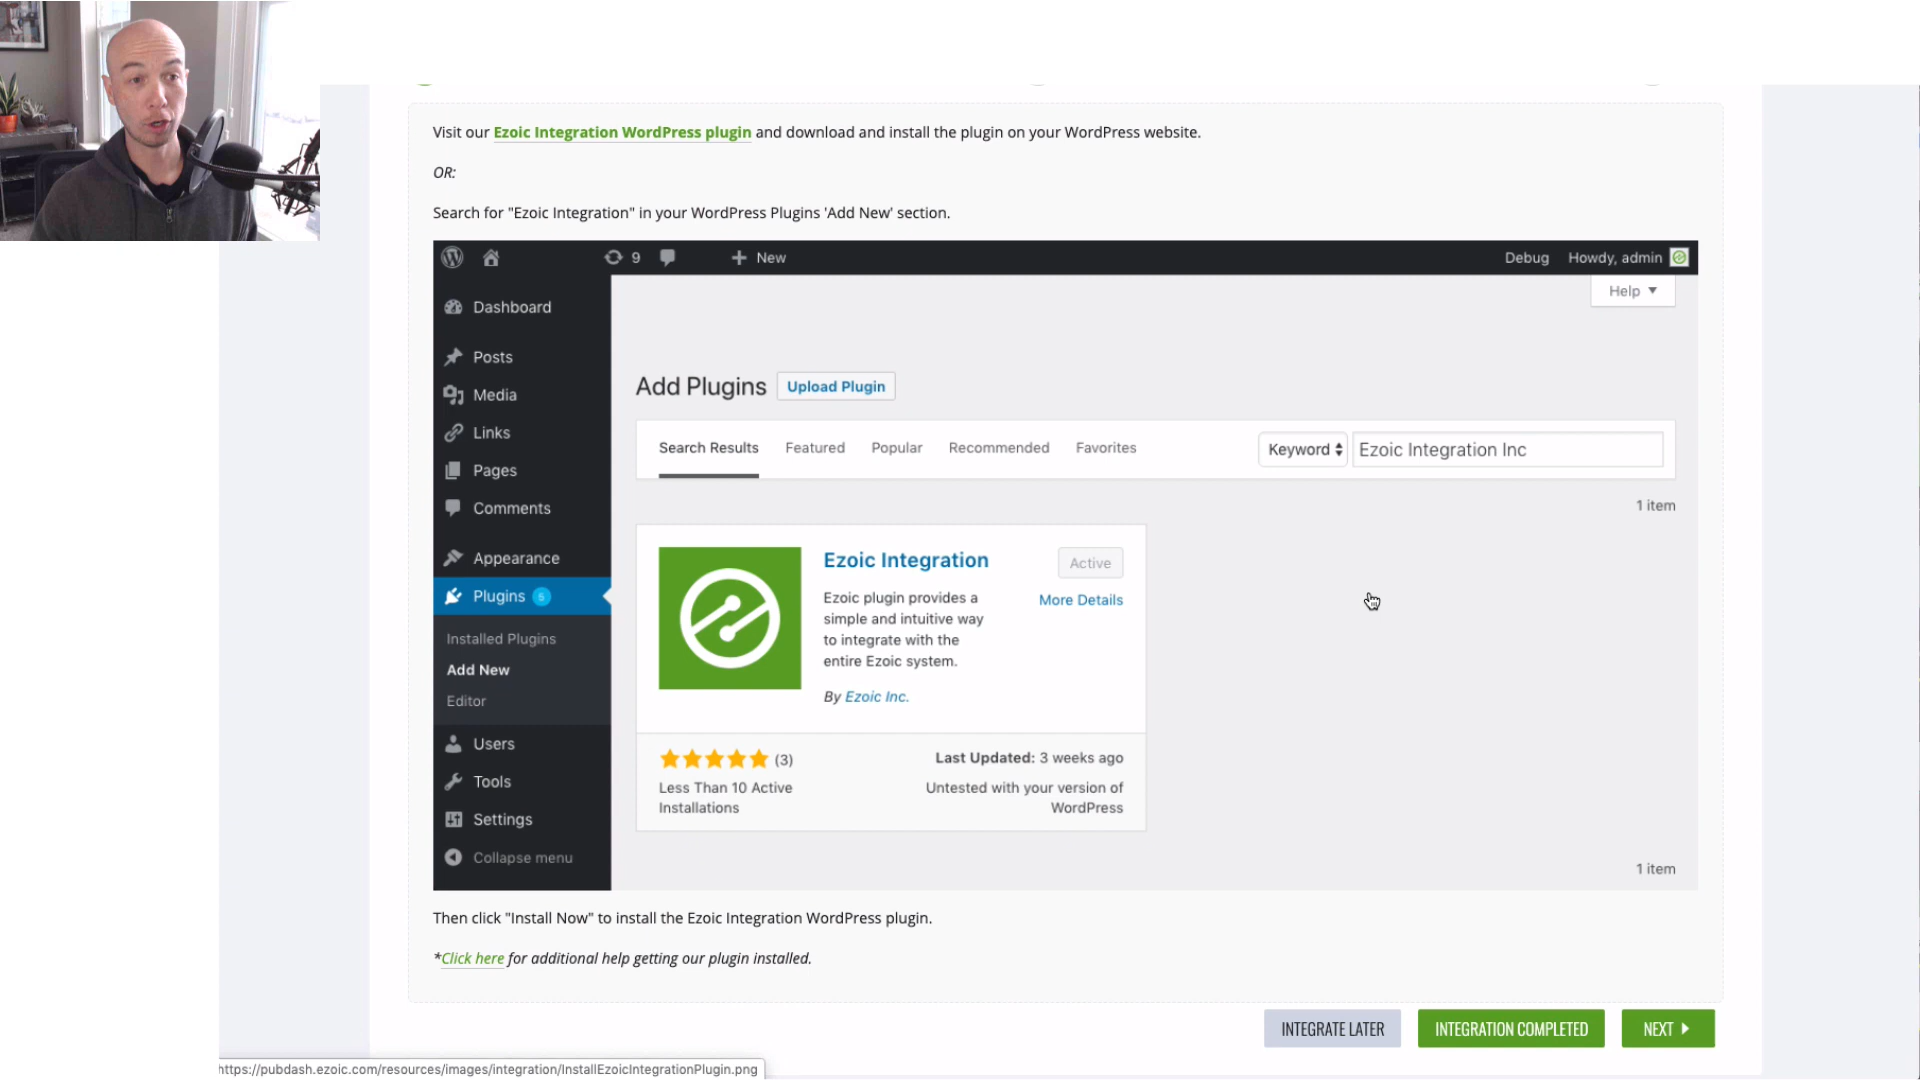 Visit our Ezoic Integration WordPress plugin and download and install the plugin on your WordPress website.
OR:
Search for "Ezoic Integration" in your WordPress Plugins 'Add New' section.
9
New
Debug
Howdy, admin
Help
Dashboard
Posts
Media
Links
Pages
Comments
Appearance
Plugins 5
Installed Plugins
Add New
Editor
Users
Tools
Settings
Collapse menu
Add Plugins
Upload Plugin
Search Results
Featured
Popular
Recommended
Favorites
Keyword
Ezoic Integration Inc
1 item
Ezoic Integration
Active
More Details
Ezoic plugin provides a
simple and intuitive way
to integrate with the
entire Ezoic system.
By Ezoic Inc.
(3)
Less Than 10 Active
Installations
Last Updated: 3 weeks ago
Untested with your version of
WordPress
1 item
Then click "Install Now" to install the Ezoic Integration WordPress plugin.
*Click here for additional help getting our plugin installed.
INTEGRATE LATER
INTEGRATION COMPLETED
NEXT
https://pubdash.ezoic.com/resources/images/integration/InstallEzoicIntegrationPlugin.png